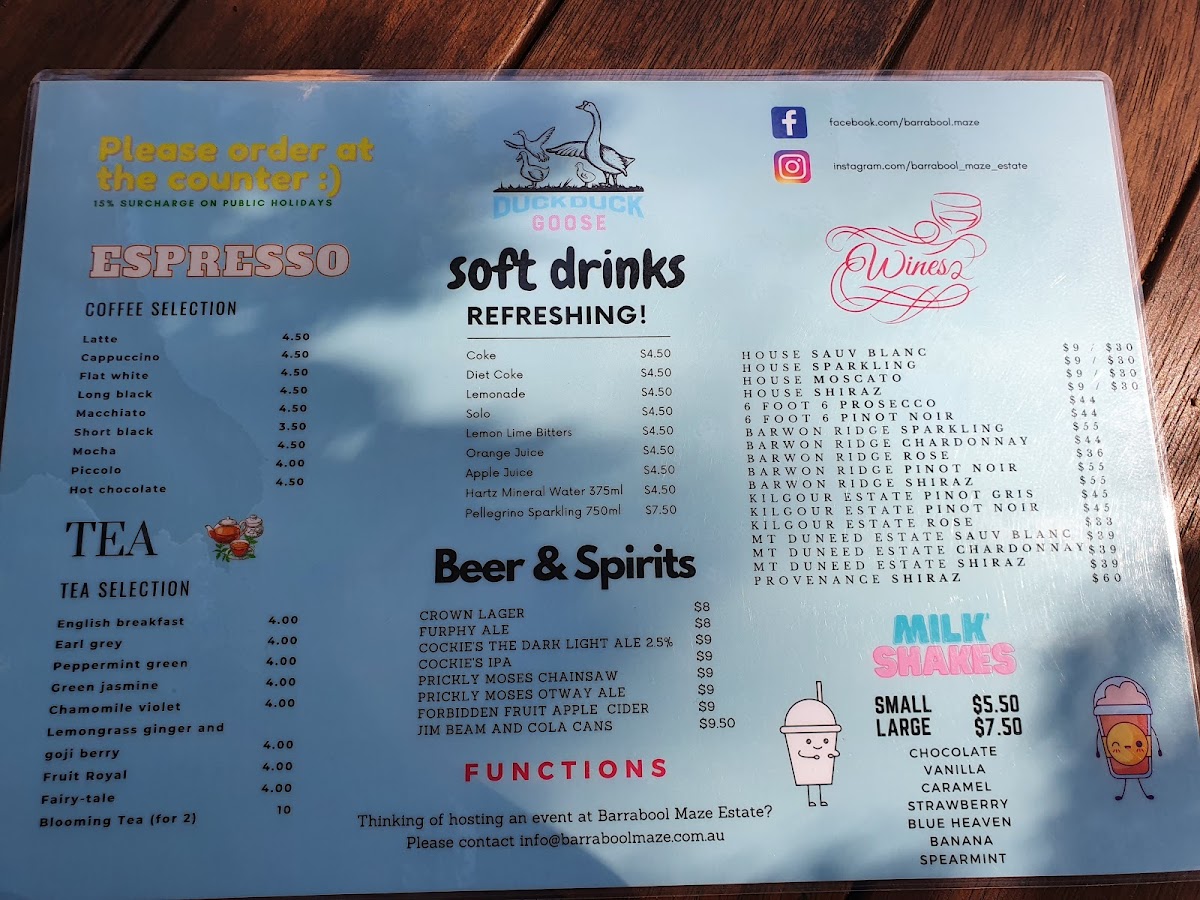 Please order at
the counter :)
15% SURCHARGE ON PUBLIC HOLIDAYS
ESPRESSO
COFFEE SELECTION
Latte 4.50
Cappuccino 4.50
Flat white 4.50
Long black 4.50
Macchiato 4.50
Short black 3.50
Mocha 4.50
Piccolo 4.00
Hot chocolate 4.50
TEA
TEA SELECTION
English breakfast 4.00
Earl grey 4.00
Peppermint green 4.00
Green jasmine 4.00
Chamomile violet 4.00
Lemongrass ginger and
goji berry 4.00
Fruit Royal 4.00
Fairy-tale 4.00
Blooming Tea (for 2) 10
DUCK DUCK
GOOSE
soft drinks
REFRESHING!
Coke $4.50
Diet Coke $4.50
Lemonade $4.50
Solo $4.50
Lemon Lime Bitters $4.50
Orange Juice $4.50
Apple Juice $4.50
Hartz Mineral Water 375ml $4.50
Pellegrino Sparkling 750ml $7.50
Beer & Spirits
CROWN LAGER $8
FURPHY ALE $8
COCKIE'S THE DARK LIGHT ALE 2.5% $9
COCKIE'S IPA $9
PRICKLY MOSES CHAINSAW $9
PRICKLY MOSES OTWAY ALE $9
FORBIDDEN FRUIT APPLE CIDER $9
JIM BEAM AND COLA CANS $9.50
FUNCTIONS
Thinking of hosting an event at Barrabool Maze Estate?
Please contact info@barraboolmaze.com.au
facebook.com/barrabool.maze
instagram.com/barrabool_maze_estate
Wines
HOUSE SAUV BLANC $9 / $30
HOUSE SPARKLING $9 / $30
HOUSE MOSCATO $9 / $30
HOUSE SHIRAZ $9 / $30
6 FOOT 6 PROSECCO $44
6 FOOT 6 PINOT NOIR $44
BARWON RIDGE SPARKLING $55
BARWON RIDGE CHARDONNAY $44
BARWON RIDGE ROSE $36
BARWON RIDGE PINOT NOIR $55
BARWON RIDGE SHIRAZ $55
KILGOUR ESTATE PINOT GRIS $45
KILGOUR ESTATE PINOT NOIR $45
KILGOUR ESTATE ROSE $33
MT DUNEED ESTATE SAUV BLANC $39
MT DUNEED ESTATE CHARDONNAY $39
MT DUNEED ESTATE SHIRAZ $39
PROVENANCE SHIRAZ $60
MILK
SHAKES
SMALL $5.50
LARGE $7.50
CHOCOLATE
VANILLA
CARAMEL
STRAWBERRY
BLUE HEAVEN
BANANA
SPEARMINT